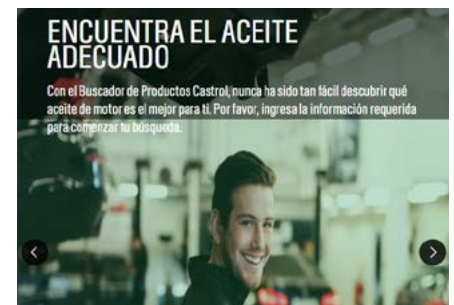 ENCUENTRA EL ACEITE
ADECUADO
Con el Buscador de Productos Castrol, nunca ha sido tan fácil descubrir qué
aceite de motor es el mejor para ti. Por favor, ingresa la información requerida
para comenzar tu búsqueda.